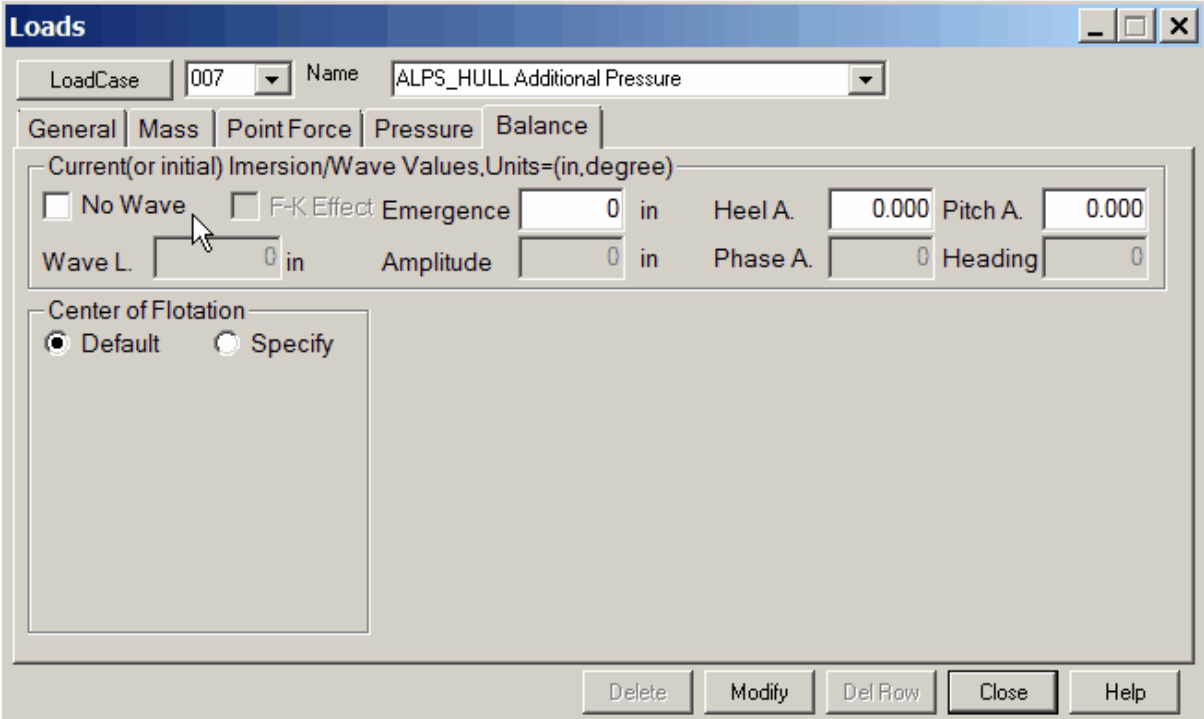 Loads
LoadCase 007 Name ALPS_HULL Additional Pressure
General Mass Point Force Pressure Balance
Current(or initial) Imersion/Wave Values,Units=(in,degree)
No Wave F-K Effect Emergence 0 in Heel A. 0.000 Pitch A. 0.000
Wave L. 0 in Amplitude 0 in Phase A. 0 Heading 0
Center of Flotation
Default Specify
Delete Modify Del Row Close Help